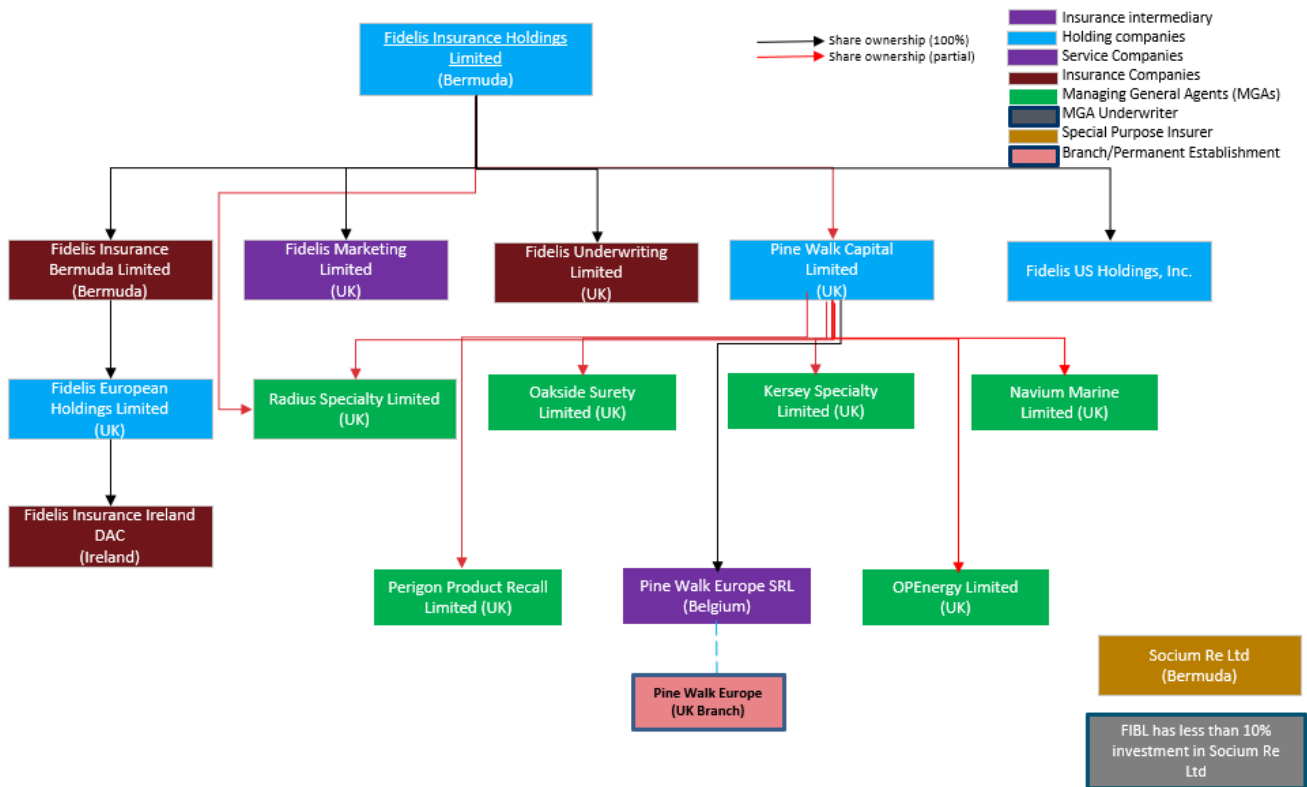 Fidelis Insurance Holdings
Limited
(Bermuda)
Share ownership (100%)
Share ownership (partial)
Insurance intermediary
Holding companies
Service Companies
Insurance Companies
Managing General Agents (MGAs)
MGA Underwriter
Special Purpose Insurer
Branch/Permanent Establishment
Fidelis Insurance
Bermuda Limited
(Bermuda)
Fidelis Marketing
Limited
(UK)
Fidelis Underwriting
Limited
(UK)
Pine Walk Capital
Limited
(UK)
Fidelis US Holdings, Inc.
Fidelis European
Holdings Limited
(UK)
Radius Specialty Limited
(UK)
Oakside Surety
Limited (UK)
Kersey Specialty
Limited (UK)
Navium Marine
Limited (UK)
Fidelis Insurance Ireland
DAC
(Ireland)
Perigon Product Recall
Limited (UK)
Pine Walk Europe SRL
(Belgium)
OPEnergy Limited
(UK)
Pine Walk Europe
(UK Branch)
Socium Re Ltd
(Bermuda)
FIBL has less than 10%
investment in Socium Re
Ltd